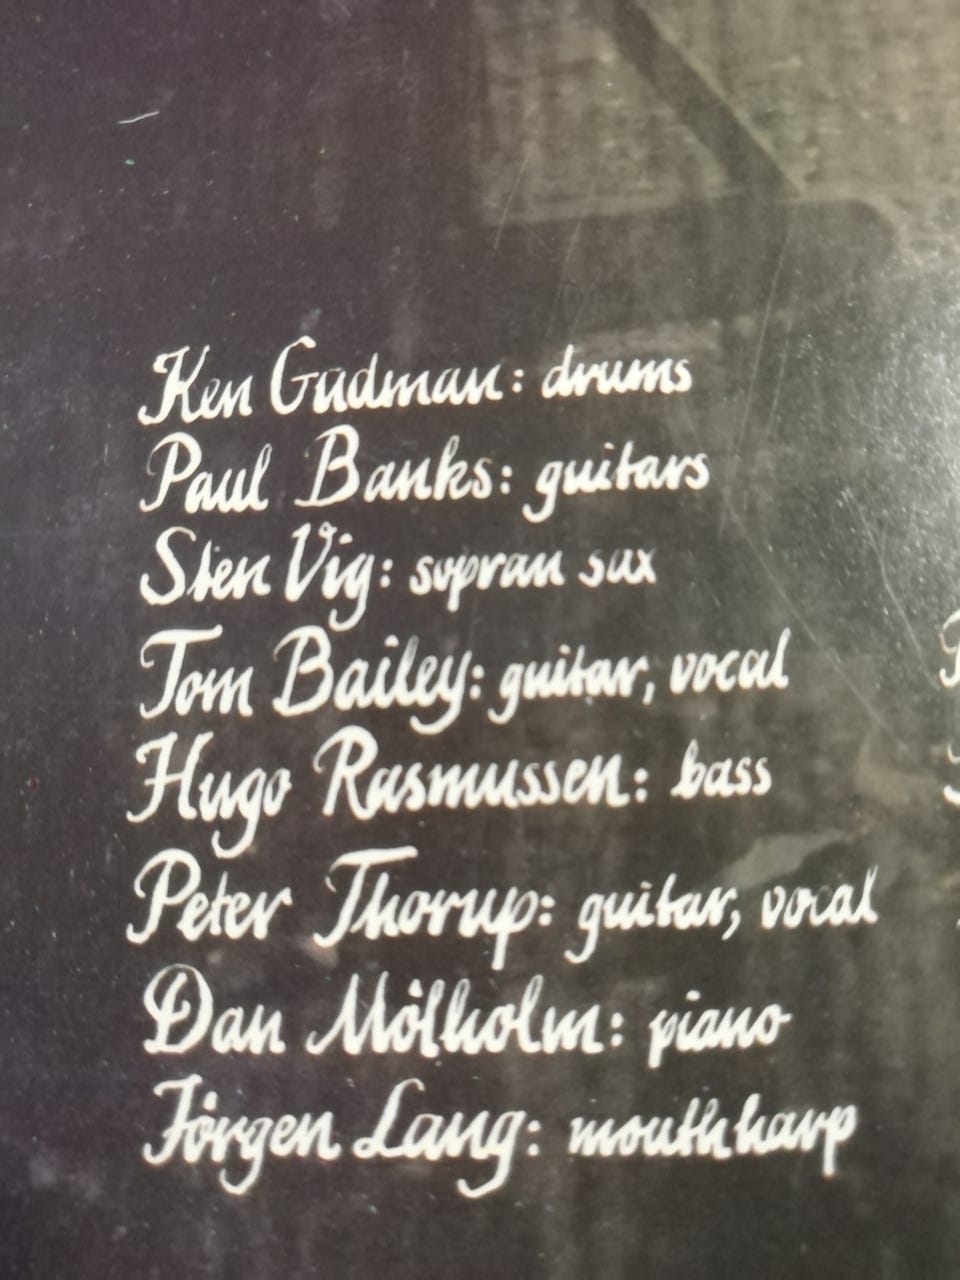 Ken Gudman: drums
Paul Banks: guitars
Sten Vig: sopran sax
Tom Bailey: guitar, vocal
Hugo Rasmussen: bass
Peter Thorup: guitar, vocal
Dan Mölholm: piano
Jörgen Lang: mouthharp